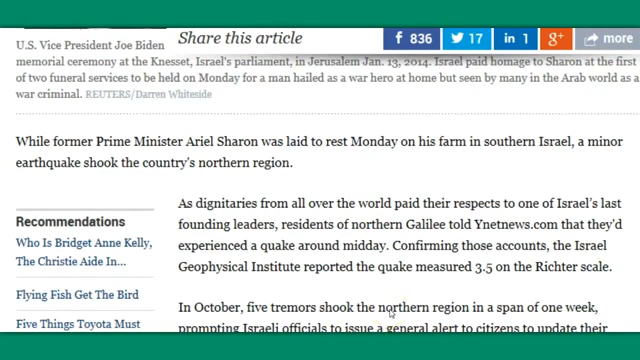 Share this article
836
17
in 1
g+
more
U.S. Vice President Joe Biden
memorial ceremony at the Knesset, Israel's parliament, in Jerusalem Jan. 13, 2014. Israel paid homage to Sharon at the first
of two funeral services to be held on Monday for a man hailed as a war hero at home but seen by many in the Arab world as a
war criminal. REUTERS/Darren Whiteside
While former Prime Minister Ariel Sharon was laid to rest Monday on his farm in southern Israel, a minor
earthquake shook the country's northern region.
Recommendations
Who Is Bridget Anne Kelly,
The Christie Aide In...
Flying Fish Get The Bird
Five Things Toyota Must
As dignitaries from all over the world paid their respects to one of Israel's last
founding leaders, residents of northern Galilee told Ynetnews.com that they'd
experienced a quake around midday. Confirming those accounts, the Israel
Geophysical Institute reported the quake measured 3.5 on the Richter scale.
In October, five tremors shook the northern region in a span of one week,
prompting Israeli officials to issue a general alert to citizens to update their